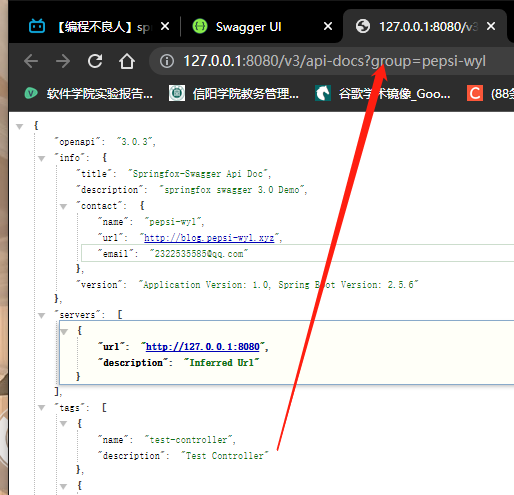 【编程不良人】sp
Swagger UI
127.0.0.1:8080/v3
127.0.0.1:8080/v3/api-docs?group=pepsi-wyl
软件学院实验报告...
信阳学院教务管理...
谷歌学术镜像_Goo...
C
(88条
{
"openapi": "3.0.3",
"info": {
"title": "Springfox-Swagger Api Doc",
"description": "springfox swagger 3.0 Demo",
"contact": {
"name": "pepsi-wyl",
"url": "http://blog.pepsi-wyl.xyz",
"email": "2322535585@qq.com"
},
"version": "Application Version: 1.0, Spring Boot Version: 2.5.6"
},
"servers": [
{
"url": "http://127.0.0.1:8080",
"description": "Inferred Url"
}
],
"tags": [
{
"name": "test-controller",
"description": "Test Controller"
},
{